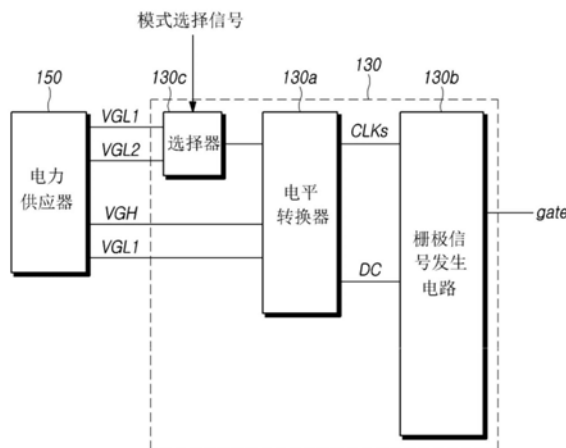 模式选择信号
150
130c
130a
130
130b
VGL1
VGL2
选择器
CLKs
电力
供应器
电平
转换器
VGH
VGL1
DC
栅极信
号发生
电路
gate